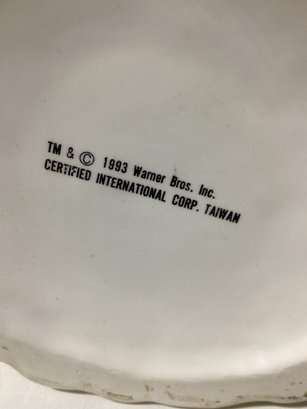 TM & © 1993 Warner Bros. Inc.
CERTIFIED INTERNATIONAL CORP. TAIWAN